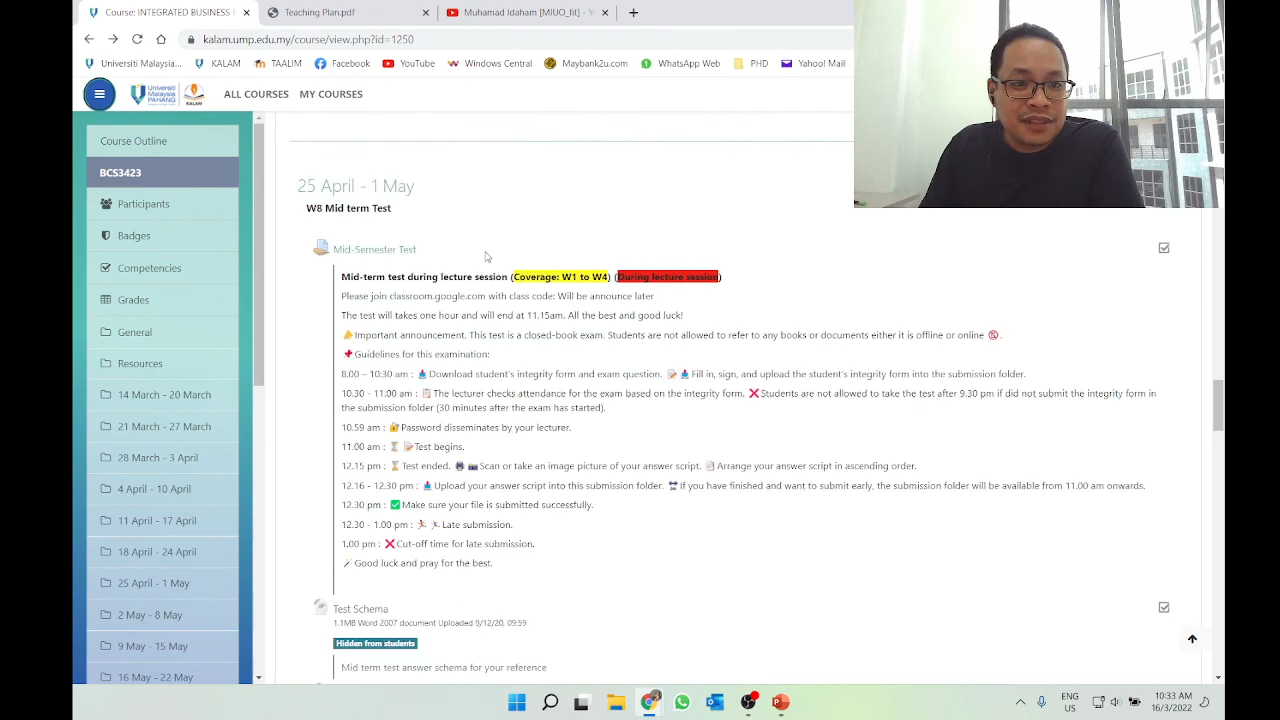 Course: INTEGRATED BUSINESS
Teaching Plan.pdf
Muhamad Idaham [MIUO_fit] - Yo
kalam.ump.edu.my/course/view.php?id=1250
Universiti Malaysia...
KALAM
TAALIM
Facebook
YouTube
Windows Central
Maybank2u.com
WhatsApp Web
PHD
Yahoo! Mail
Universiti Malaysia PAHANG
KALAM
ALL COURSES
MY COURSES
Course Outline
BCS3423
Participants
Badges
Competencies
Grades
General
Resources
14 March - 20 March
21 March - 27 March
28 March - 3 April
4 April - 10 April
11 April - 17 April
18 April - 24 April
25 April - 1 May
2 May - 8 May
9 May - 15 May
16 May - 22 May
25 April - 1 May
W8 Mid term Test
Mid-Semester Test
Mid-term test during lecture session (Coverage: W1 to W4) (During lecture session)
Please join classroom.google.com with class code: Will be announce later
The test will takes one hour and will end at 11.15am. All the best and good luck!
Important announcement. This test is a closed-book exam. Students are not allowed to refer to any books or documents either it is offline or online 🚯.
Guidelines for this examination:
8.00 – 10:30 am : 📥Download student's integrity form and exam question. 📝📥Fill in, sign, and upload the student's integrity form into the submission folder.
10.30 - 11.00 am : 📋The lecturer checks attendance for the exam based on the integrity form. ❌Students are not allowed to take the test after 9.30 pm if did not submit the integrity form in
the submission folder (30 minutes after the exam has started).
10.59 am : 🔐Password disseminates by your lecturer.
11.00 am : ⏳📝Test begins.
12.15 pm : ⏳Test ended. 🖨📷Scan or take an image picture of your answer script. 📑Arrange your answer script in ascending order.
12.16 - 12.30 pm : 📥Upload your answer script into this submission folder. If you have finished and want to submit early, the submission folder will be available from 11.00 am onwards.
12.30 pm : ✅Make sure your file is submitted successfully.
12.30 - 1.00 pm : 🏃🏃Late submission.
1.00 pm : ❌Cut-off time for late submission.
Good luck and pray for the best.
Test Schema
1.1MB Word 2007 document Uploaded 9/12/20, 09:59
Hidden from students
Mid term test answer schema for your reference
ENG
US
10:33 AM
16/3/2022